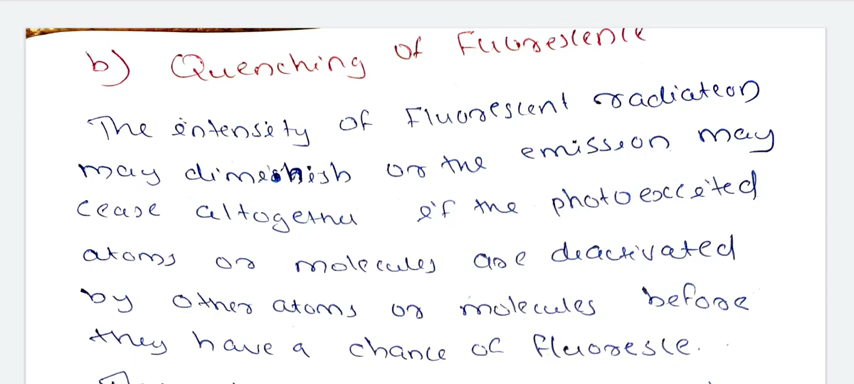 b) Quenching of Fluorescence
The intensity of Fluorescent radiation
may diminish or the emission may
cease altogether if the photoexcited
atoms or molecules are deactivated
by other atoms or molecules before
they have a chance of fluoresce.